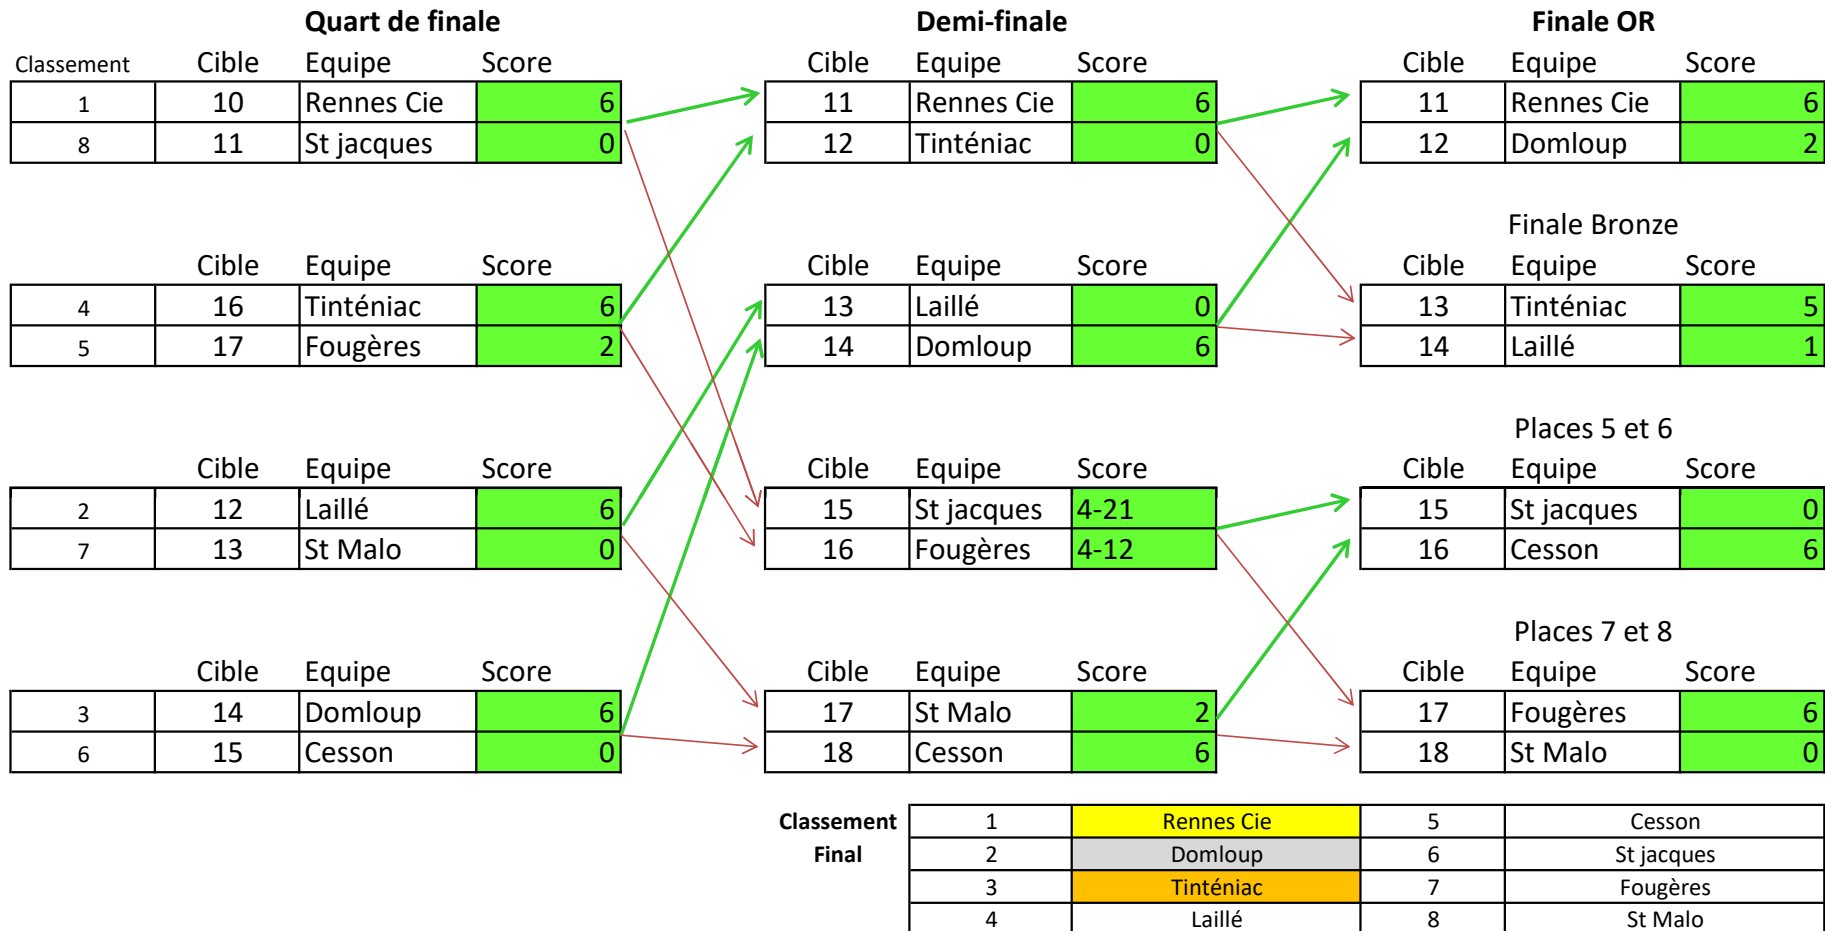 Quart de finale Demi-finale Finale OR
Classement Cible Equipe Score Cible Equipe Score Cible Equipe Score
1 10 Rennes Cie 6 11 Rennes Cie 6 11 Rennes Cie 6
8 11 St jacques 0 12 Tinténiac 0 12 Domloup 2
Finale Bronze
Cible Equipe Score Cible Equipe Score Cible Equipe Score
4 16 Tinténiac 6 13 Laillé 0 13 Tinténiac 5
5 17 Fougères 2 14 Domloup 6 14 Laillé 1
Places 5 et 6
Cible Equipe Score Cible Equipe Score Cible Equipe Score
2 12 Laillé 6 15 St jacques 4-21 15 St jacques 0
7 13 St Malo 0 16 Fougères 4-12 16 Cesson 6
Places 7 et 8
Cible Equipe Score Cible Equipe Score Cible Equipe Score
3 14 Domloup 6 17 St Malo 2 17 Fougères 6
6 15 Cesson 0 18 Cesson 6 18 St Malo 0
Classement 1 Rennes Cie 5 Cesson
Final 2 Domloup 6 St jacques
3 Tinténiac 7 Fougères
4 Laillé 8 St Malo